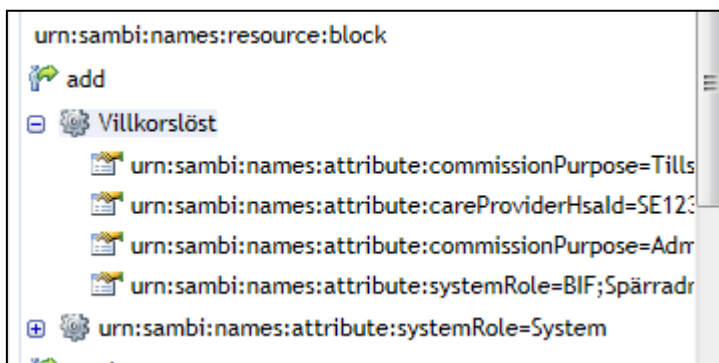 urn:sambi:names:resource:block
add
Villkorslöst
urn:sambi:names:attribute:commissionPurpose=Tills
urn:sambi:names:attribute:careProviderHsaId=SE123
urn:sambi:names:attribute:commissionPurpose=Adm
urn:sambi:names:attribute:systemRole=BIF;Spärradr
urn:sambi:names:attribute:systemRole=System